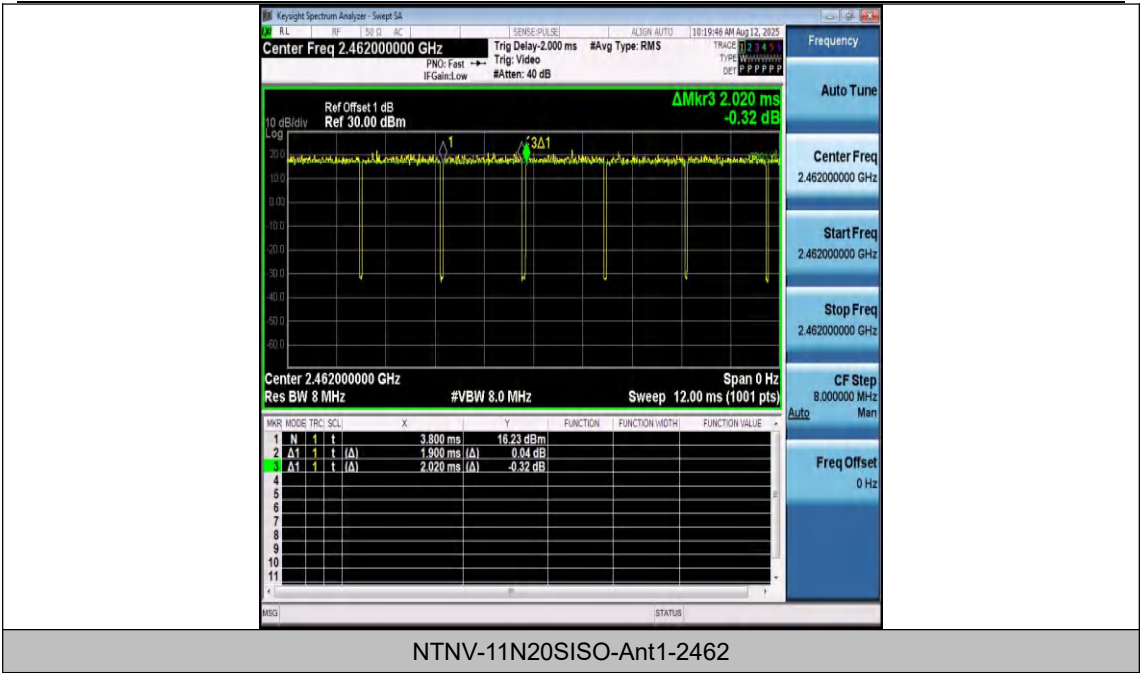 Keysight Spectrum Analyzer - Swept SA
RL RF 50 Ω AC SENSE:PULSE ALIGN AUTO 10:19:46 AM Aug 12, 2025
Center Freq 2.462000000 GHz Trig Delay-2.000 ms #Avg Type: RMS TRACE 1 2 3 4 5 6 Frequency
PNO: Fast Trig: Video TYPE
IFGain:Low #Atten: 40 dB DET P P P P P P
Auto Tune
ΔMkr3 2.020 ms
Ref Offset 1 dB
10 dB/div Ref 30.00 dBm -0.32 dB
Log
1 3Δ1
20.0
Center Freq
2.462000000 GHz
10.0
0.00
-10.0
Start Freq
2.462000000 GHz
-20.0
-30.0
-40.0
Stop Freq
2.462000000 GHz
-50.0
-60.0
Center 2.462000000 GHz Span 0 Hz
Res BW 8 MHz #VBW 8.0 MHz Sweep 12.00 ms (1001 pts)
CF Step
8.000000 MHz
Auto Man
MKR MODE TRC SCL X Y FUNCTION FUNCTION WIDTH FUNCTION VALUE
1 N 1 t 3.800 ms 16.23 dBm
2 Δ1 1 t (Δ) 1.900 ms (Δ) 0.04 dB
3 Δ1 1 t (Δ) 2.020 ms (Δ) -0.32 dB
4
5
6
7
8
9
10
11
Freq Offset
0 Hz
MSG STATUS
NTNV-11N20SISO-Ant1-2462